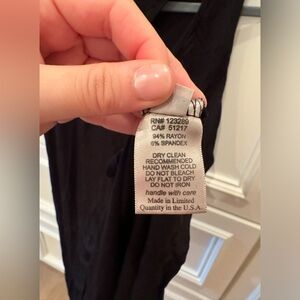 RN# 123289
CA# 51217
94% RAYON
6% SPANDEX
DRY CLEAN
RECOMMENDED
HAND WASH COLD
DO NOT BLEACH
LAY FLAT TO DRY
DO NOT IRON
handle with care
Made in Limited
Quantity in the U.S.A.